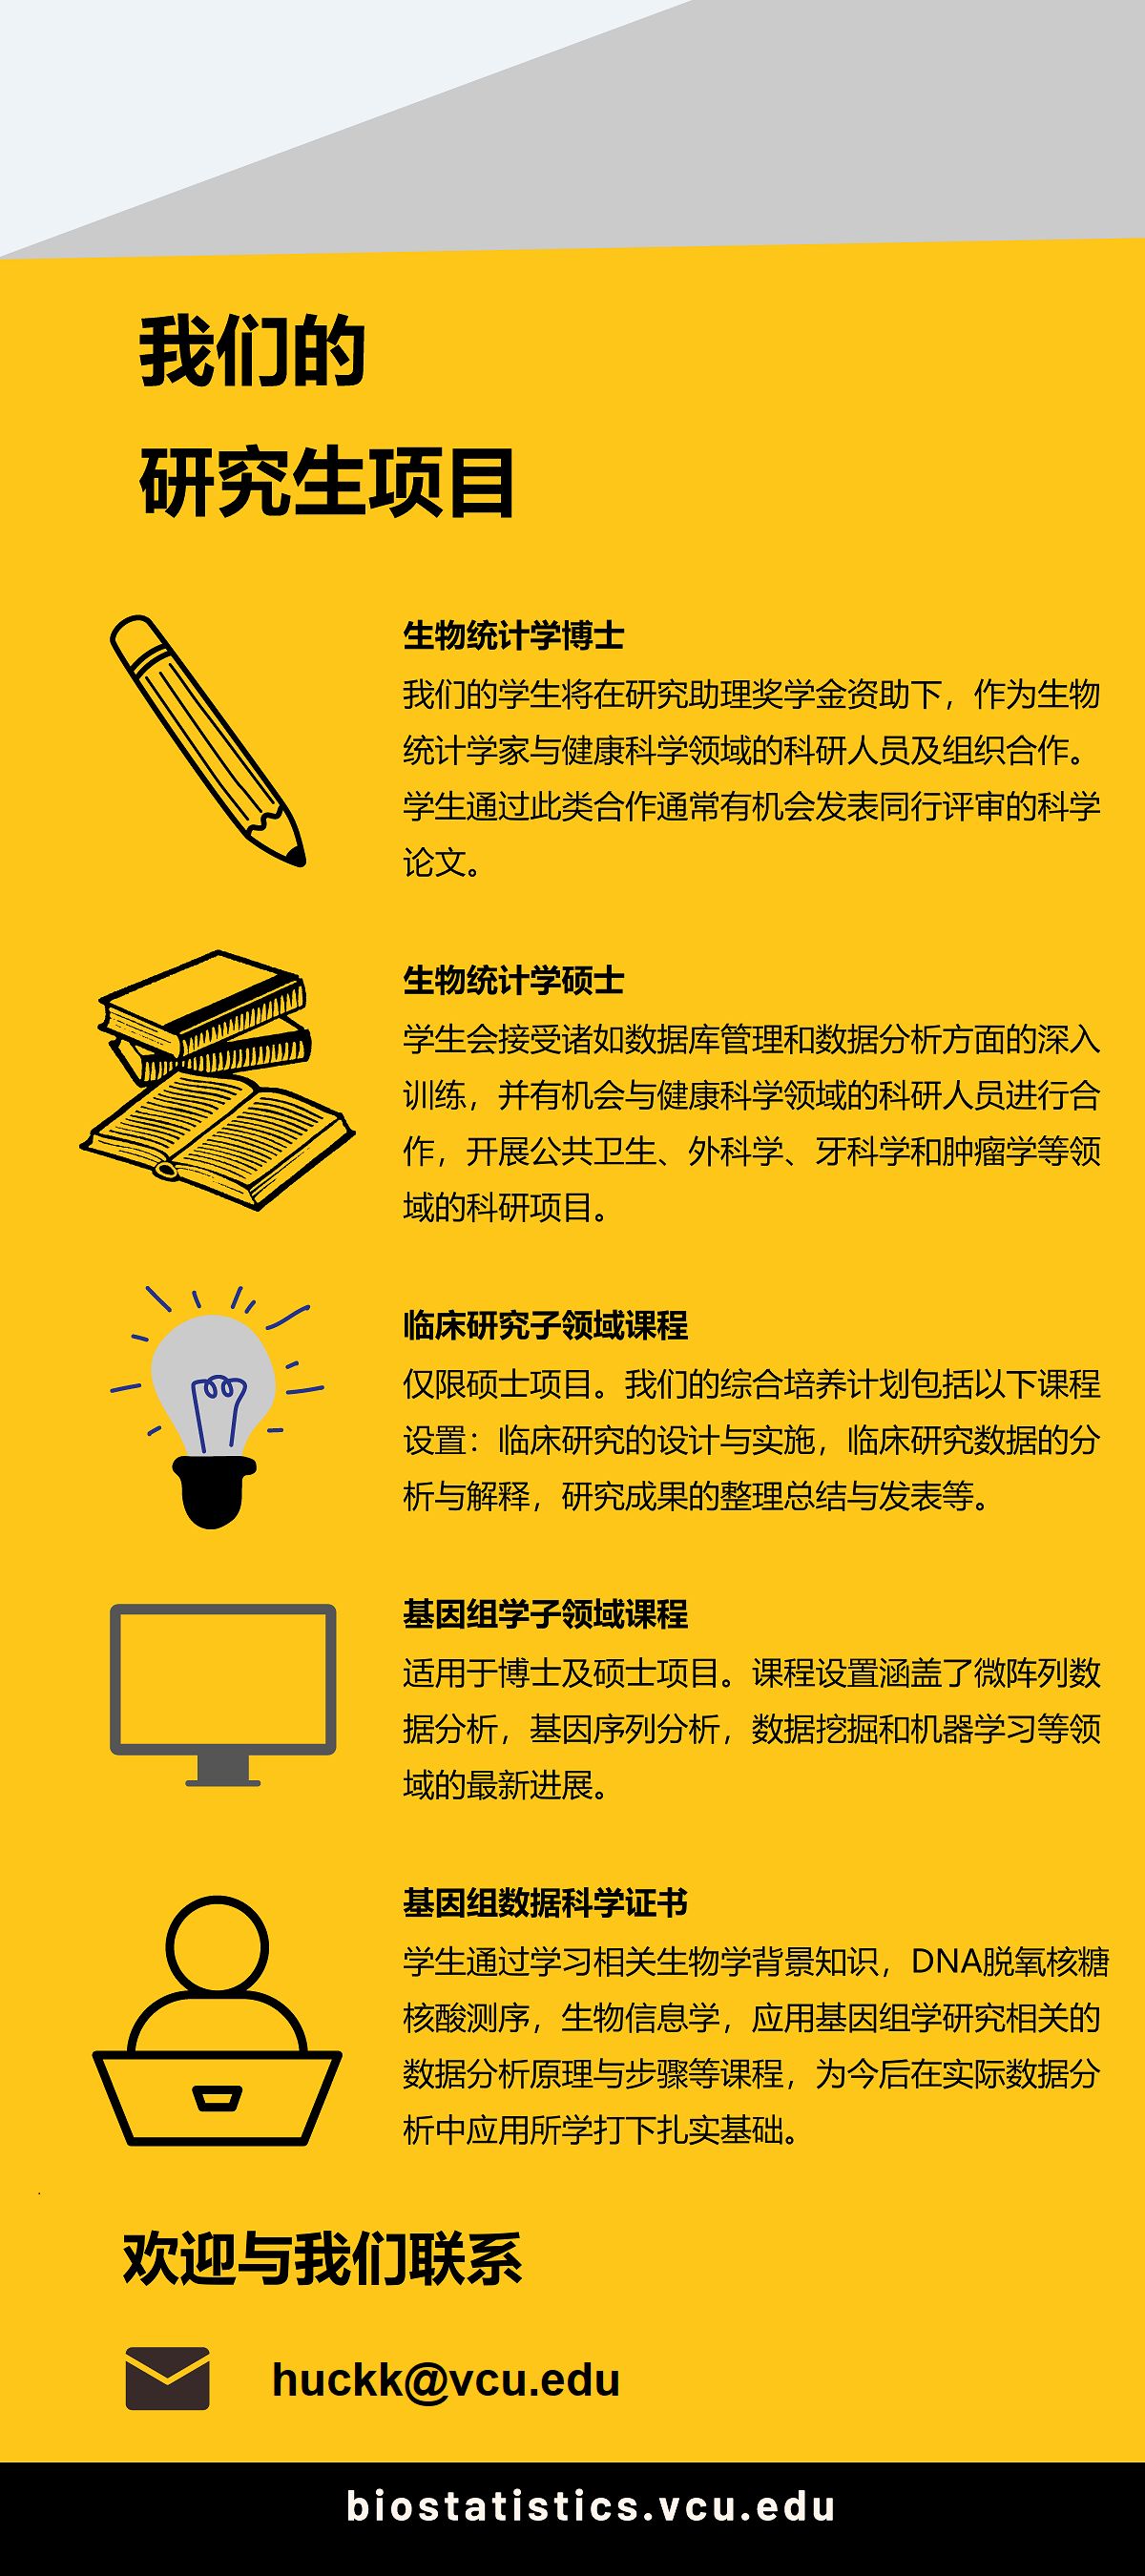 我们的
研究生项目
生物统计学博士
我们的学生将在研究助理奖学金资助下，作为生物
统计学家与健康科学领域的科研人员及组织合作。
学生通过此类合作通常有机会发表同行评审的科学
论文。
生物统计学硕士
学生会接受诸如数据库管理和数据分析方面的深入
训练，并有机会与健康科学领域的科研人员进行合
作，开展公共卫生、外科学、牙科学和肿瘤学等领
域的科研项目。
临床研究子领域课程
仅限硕士项目。我们的综合培养计划包括以下课程
设置：临床研究的设计与实施，临床研究数据的分
析与解释，研究成果的整理总结与发表等。
基因组学子领域课程
适用于博士及硕士项目。课程设置涵盖了微阵列数
据分析，基因序列分析，数据挖掘和机器学习等领
域的最新进展。
基因组数据科学证书
学生通过学习相关生物学背景知识，DNA脱氧核糖
核酸测序，生物信息学，应用基因组学研究相关的
数据分析原理与步骤等课程，为今后在实际数据分
析中应用所学打下扎实基础。
欢迎与我们联系
huckk@vcu.edu
biostatistics.vcu.edu